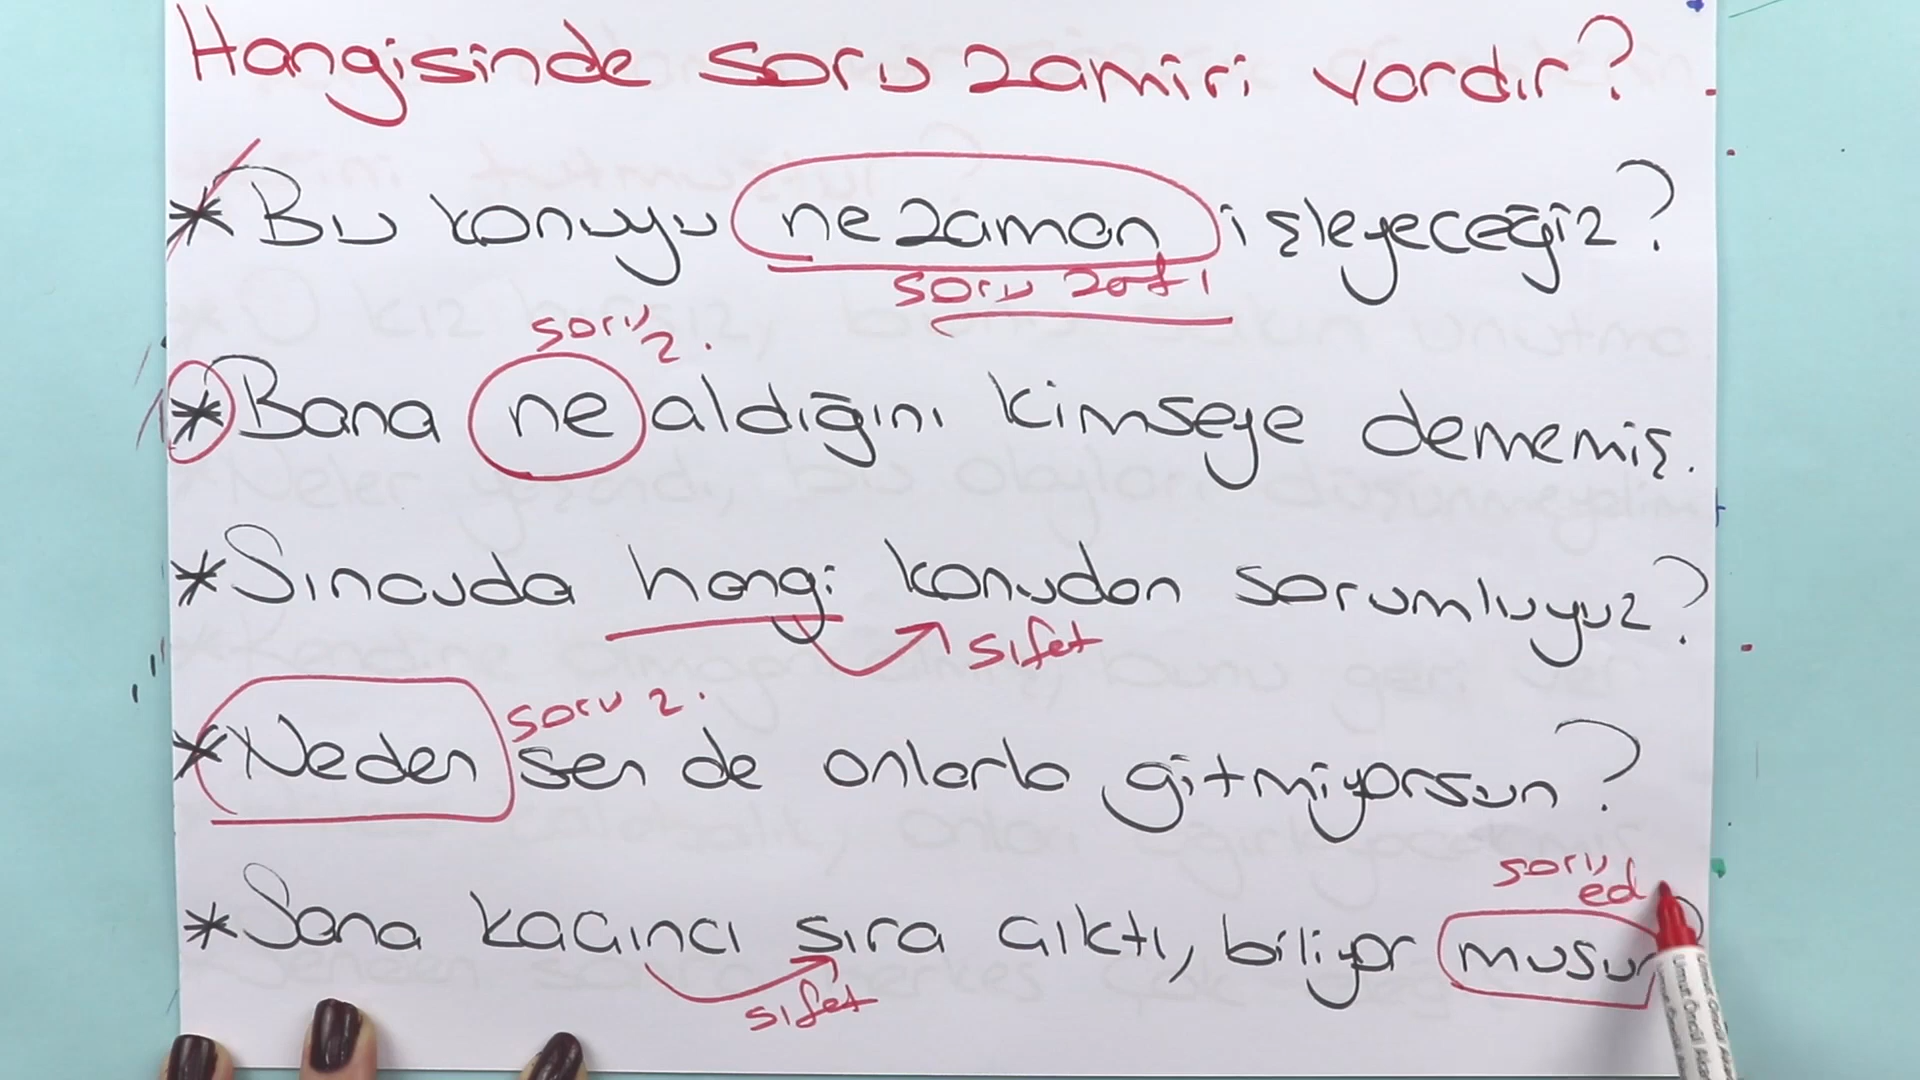 Hangisinde soru zamiri vardır?
* Bu konuyu ne zaman işleyeceğiz?
soru zarfı
soru z.
* Bana ne aldığını kimseye dememiş.
* Sınavda hangi konudan sorumluyuz?
sıfat
soru z.
* Neden sen de onlarla gitmiyorsun?
soru
ed
* Sana kaçıncı sıra çıktı, biliyor musun?
sıfat